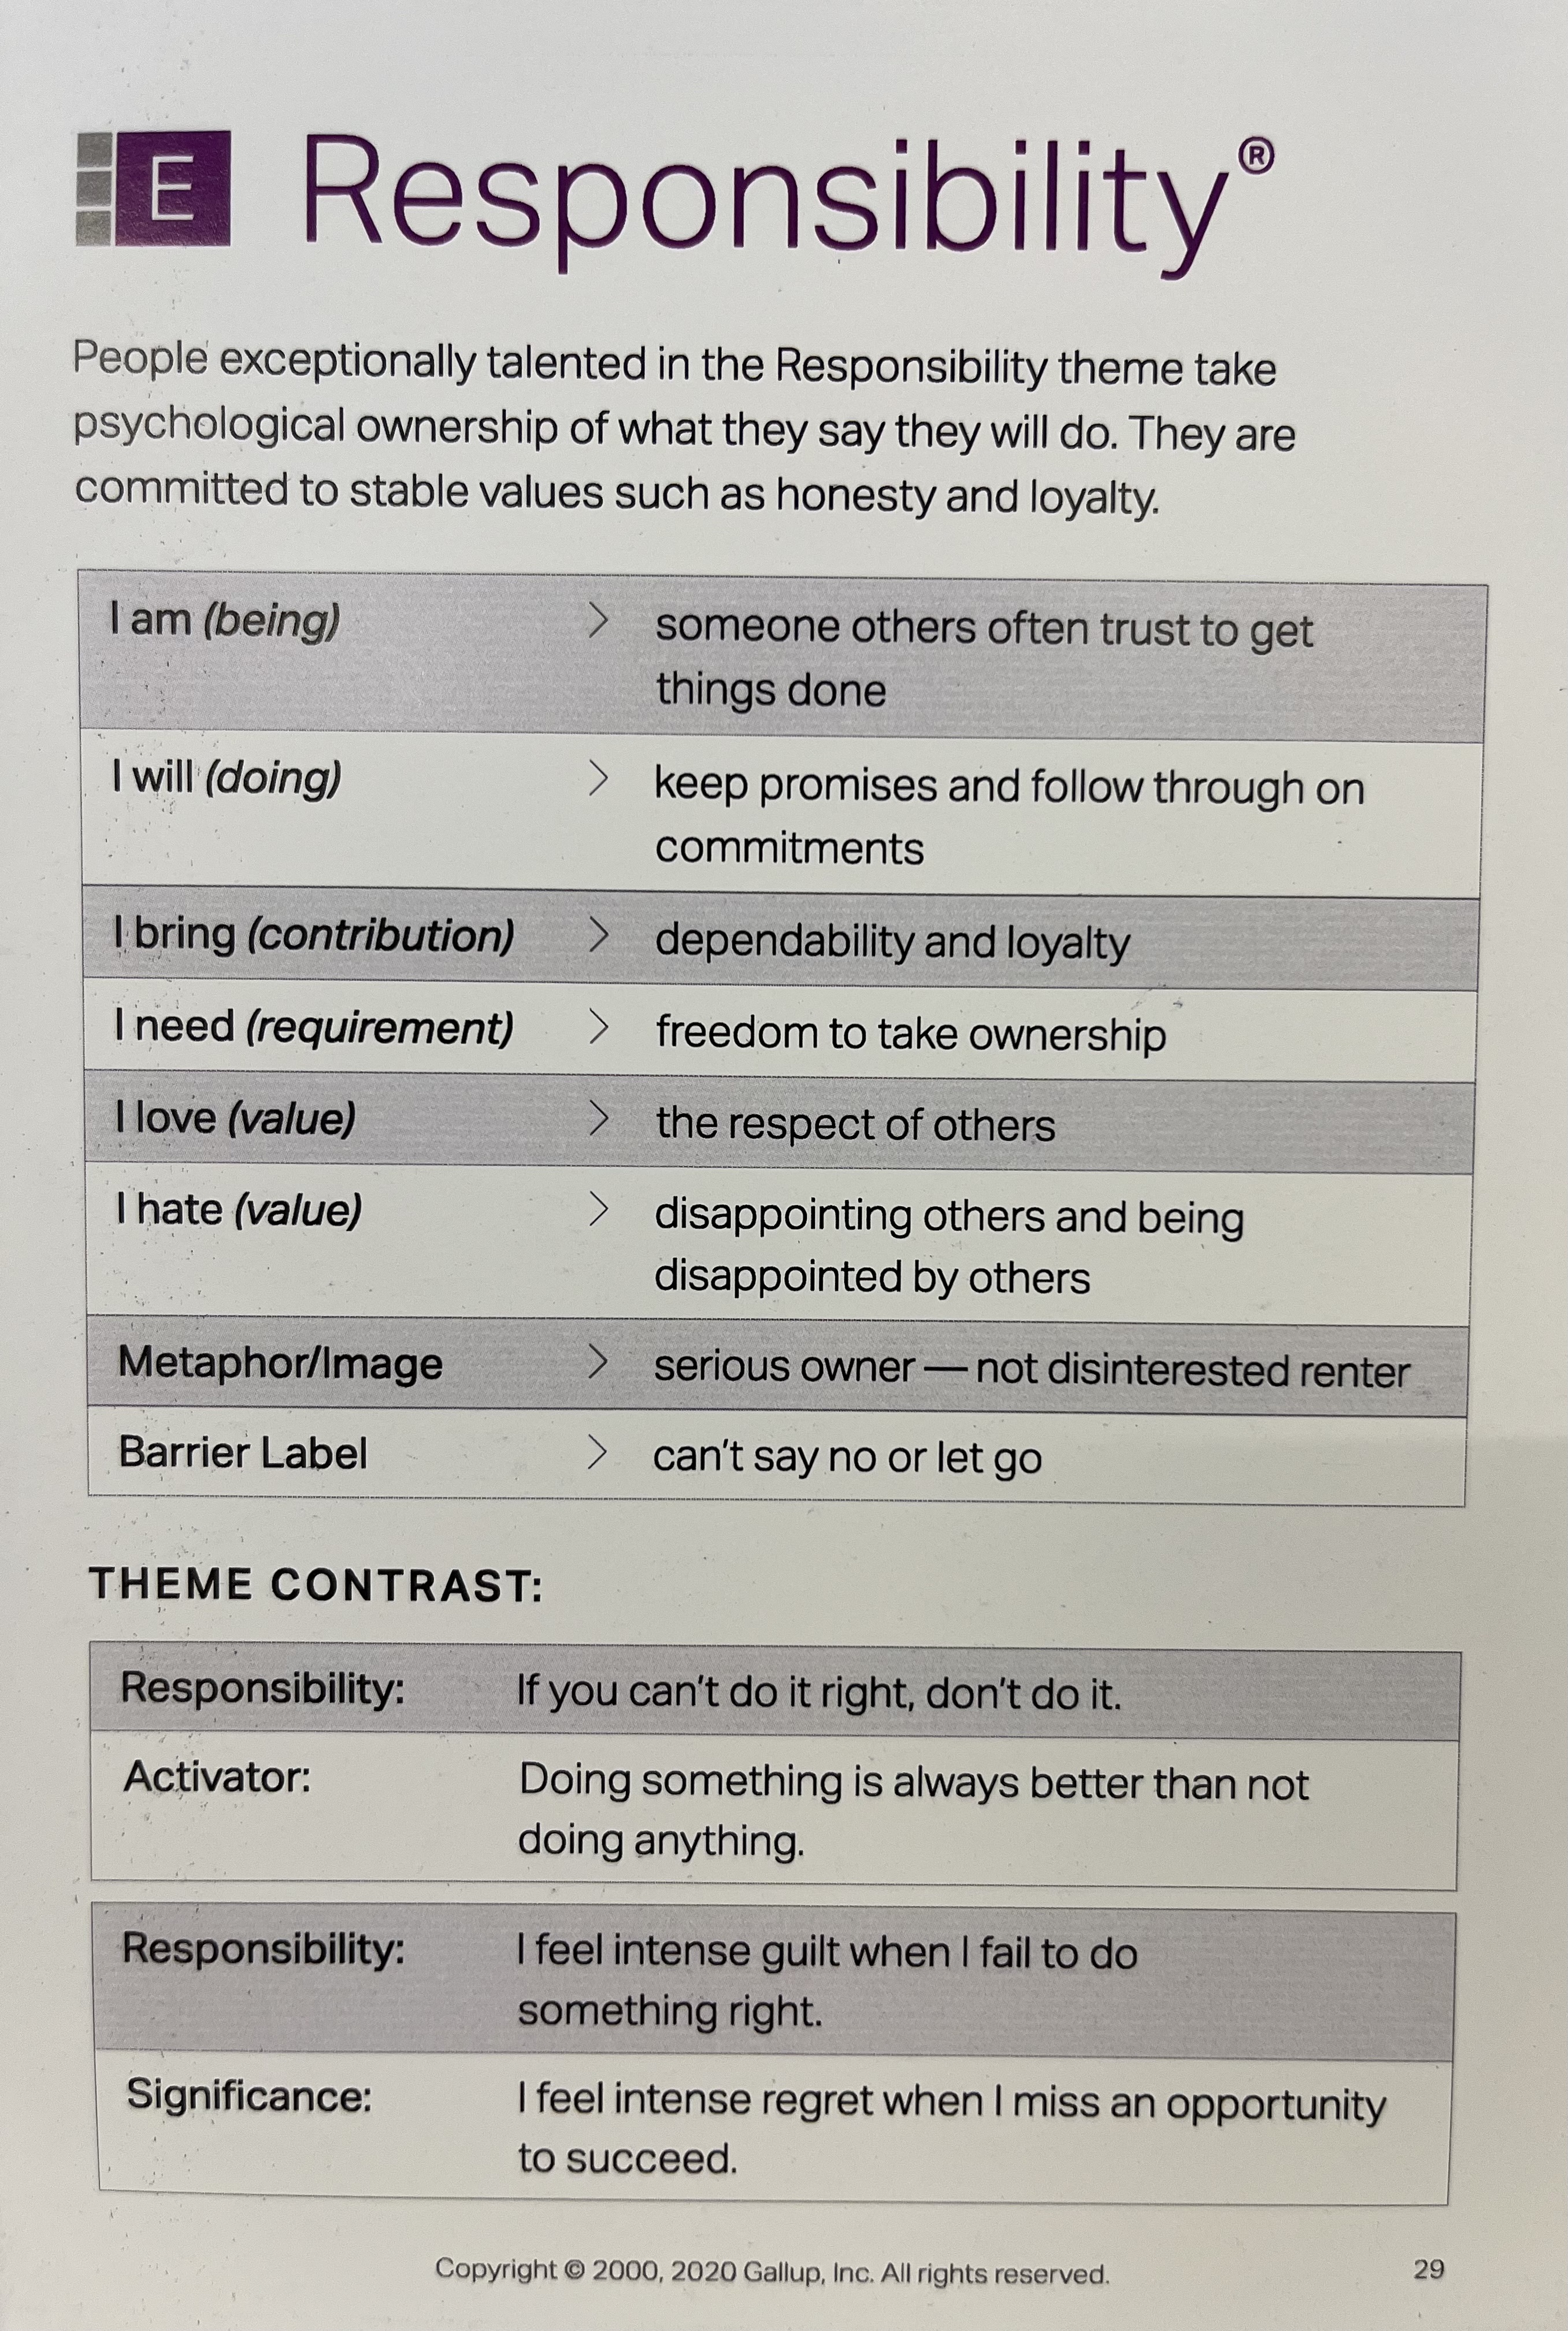 E Responsibility®
People exceptionally talented in the Responsibility theme take
psychological ownership of what they say they will do. They are
committed to stable values such as honesty and loyalty.
I am (being) > someone others often trust to get
things done
I will (doing) > keep promises and follow through on
commitments
I bring (contribution) > dependability and loyalty
I need (requirement) > freedom to take ownership
I love (value) > the respect of others
I hate (value) > disappointing others and being
disappointed by others
Metaphor/Image > serious owner — not disinterested renter
Barrier Label > can't say no or let go
THEME CONTRAST:
Responsibility: If you can't do it right, don't do it.
Activator: Doing something is always better than not
doing anything.
Responsibility: I feel intense guilt when I fail to do
something right.
Significance: I feel intense regret when I miss an opportunity
to succeed.
Copyright © 2000, 2020 Gallup, Inc. All rights reserved. 29